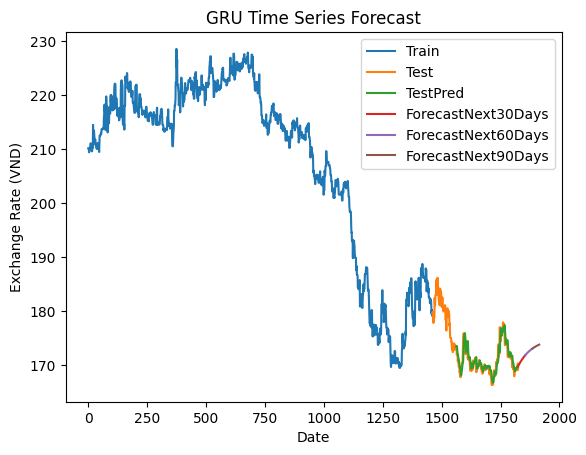 GRU Time Series Forecast
Exchange Rate (VND)
230
220
210
200
190
180
170
Train
Test
TestPred
ForecastNext30Days
ForecastNext60Days
ForecastNext90Days
0 250 500 750 1000 1250 1500 1750 2000
Date